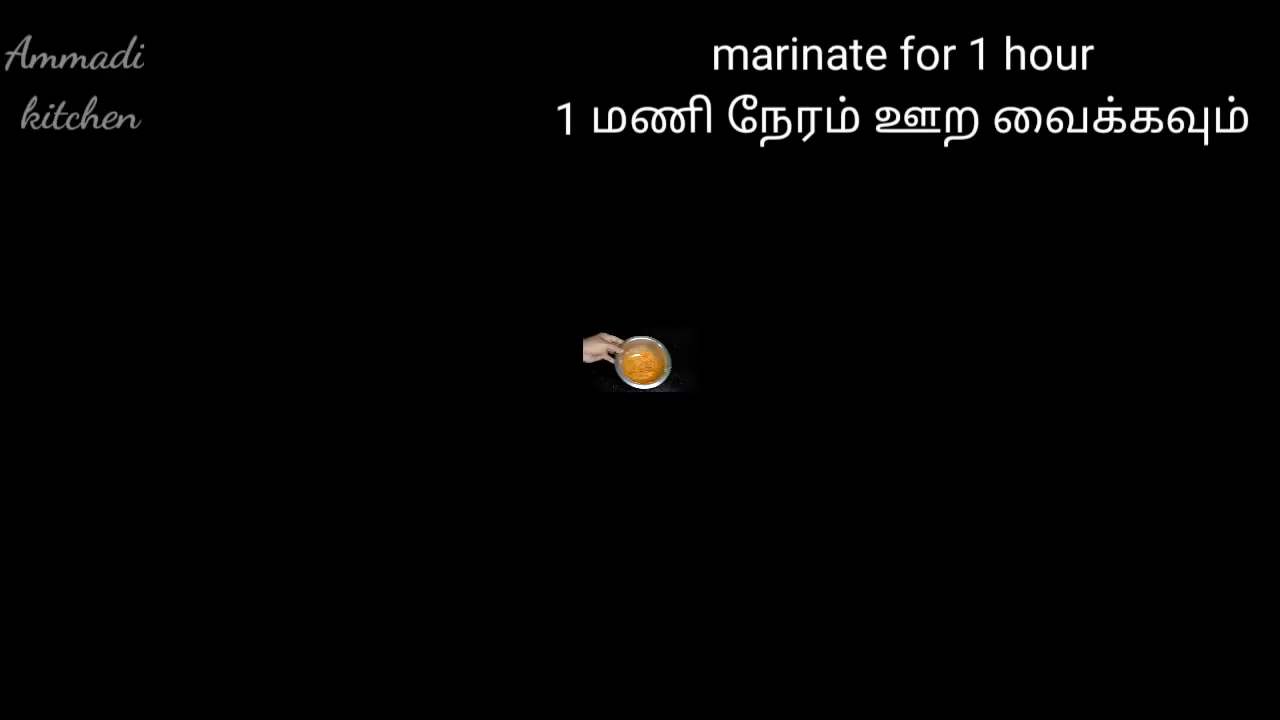 Ammadi
kitchen
marinate for 1 hour
1 மணி நேரம் ஊற வைக்கவும்